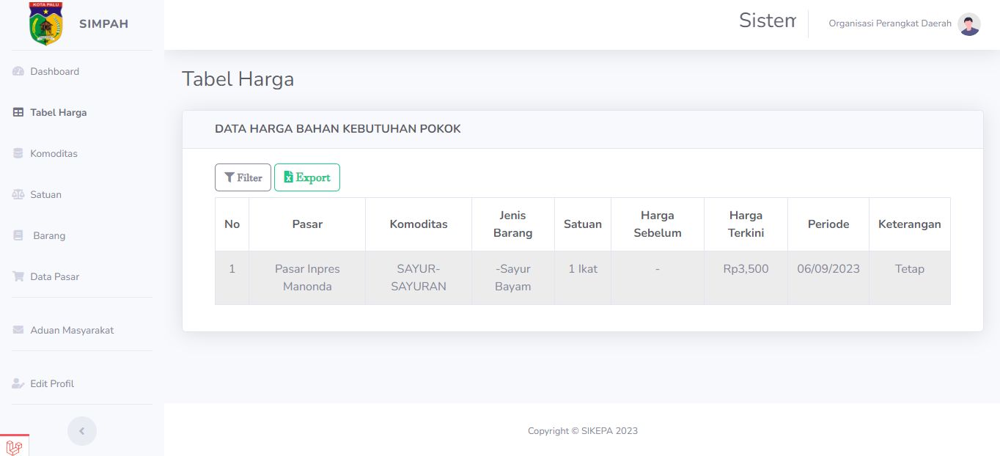 KOTA PALU
SIMPAH
Sistem
Organisasi Perangkat Daerah
Dashboard
Tabel Harga
Komoditas
Satuan
Barang
Data Pasar
Aduan Masyarakat
Edit Profil
Tabel Harga
DATA HARGA BAHAN KEBUTUHAN POKOK
Filter Export
No Pasar Komoditas Jenis Barang Satuan Harga Sebelum Harga Terkini Periode Keterangan
1 Pasar Inpres Manonda SAYUR-SAYURAN -Sayur Bayam 1 Ikat - Rp3,500 06/09/2023 Tetap
Copyright © SIKEPA 2023